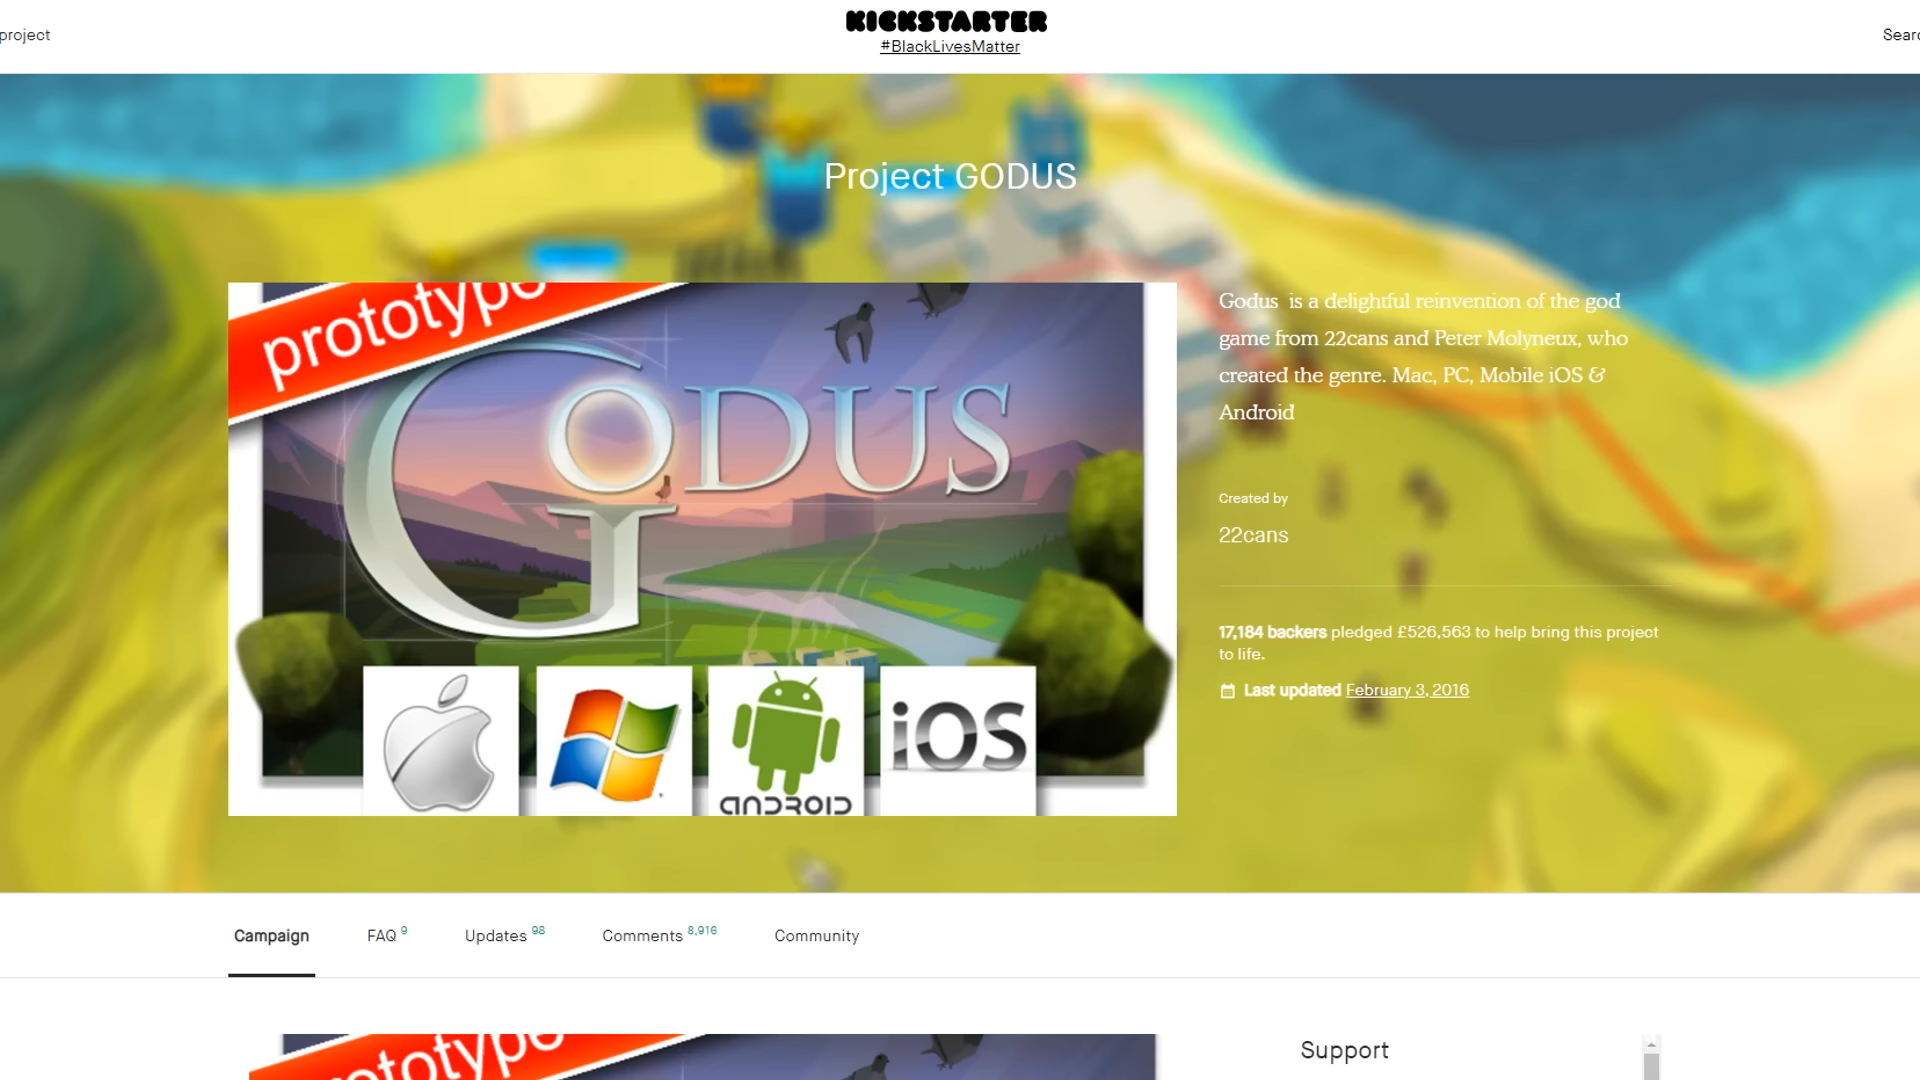 project
KICKSTARTER
Searc
#BlackLivesMatter
Project GODUS
prototype
GODUS
ANDROID
iOS
Godus is a delightful reinvention of the god
game from 22cans and Peter Molyneux, who
created the genre. Mac, PC, Mobile iOS &
Android
Created by
22cans
17,184 backers pledged £526,563 to help bring this project
to life.
Last updated February 3, 2016
Campaign
FAQ 9
Updates 98
Comments 8,916
Community
prototype
Support